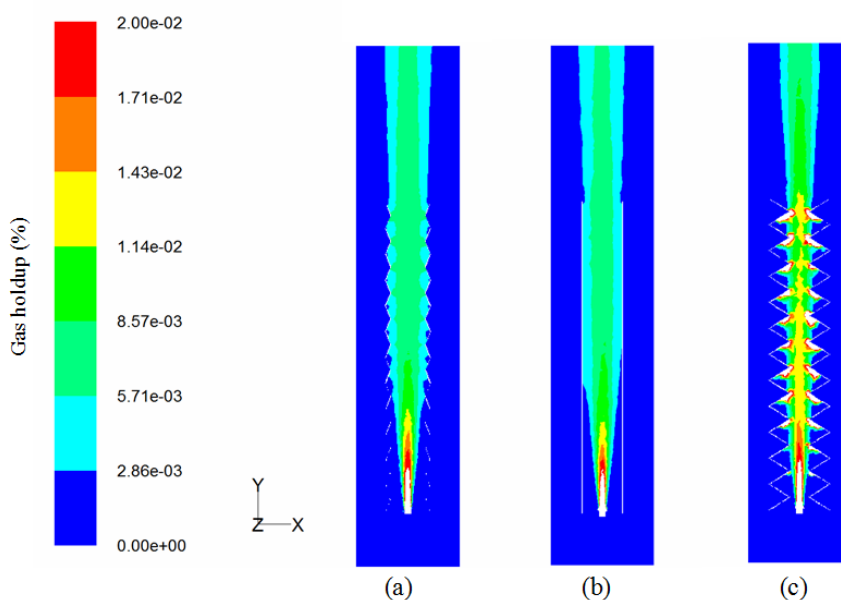 2.00e-02
1.71e-02
1.43e-02
1.14e-02
8.57e-03
5.71e-03
2.86e-03
0.00e+00
Gas holdup (%)
Y
Z X
(a) (b) (c)